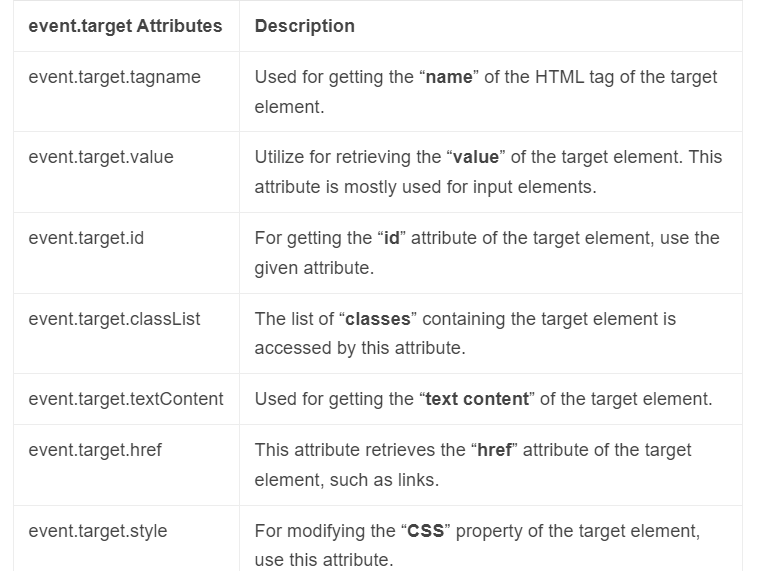 event.target Attributes Description
event.target.tagname Used for getting the “name” of the HTML tag of the target
element.
event.target.value Utilize for retrieving the “value” of the target element. This
attribute is mostly used for input elements.
event.target.id For getting the “id” attribute of the target element, use the
given attribute.
event.target.classList The list of “classes” containing the target element is
accessed by this attribute.
event.target.textContent Used for getting the “text content” of the target element.
event.target.href This attribute retrieves the “href” attribute of the target
element, such as links.
event.target.style For modifying the “CSS” property of the target element,
use this attribute.